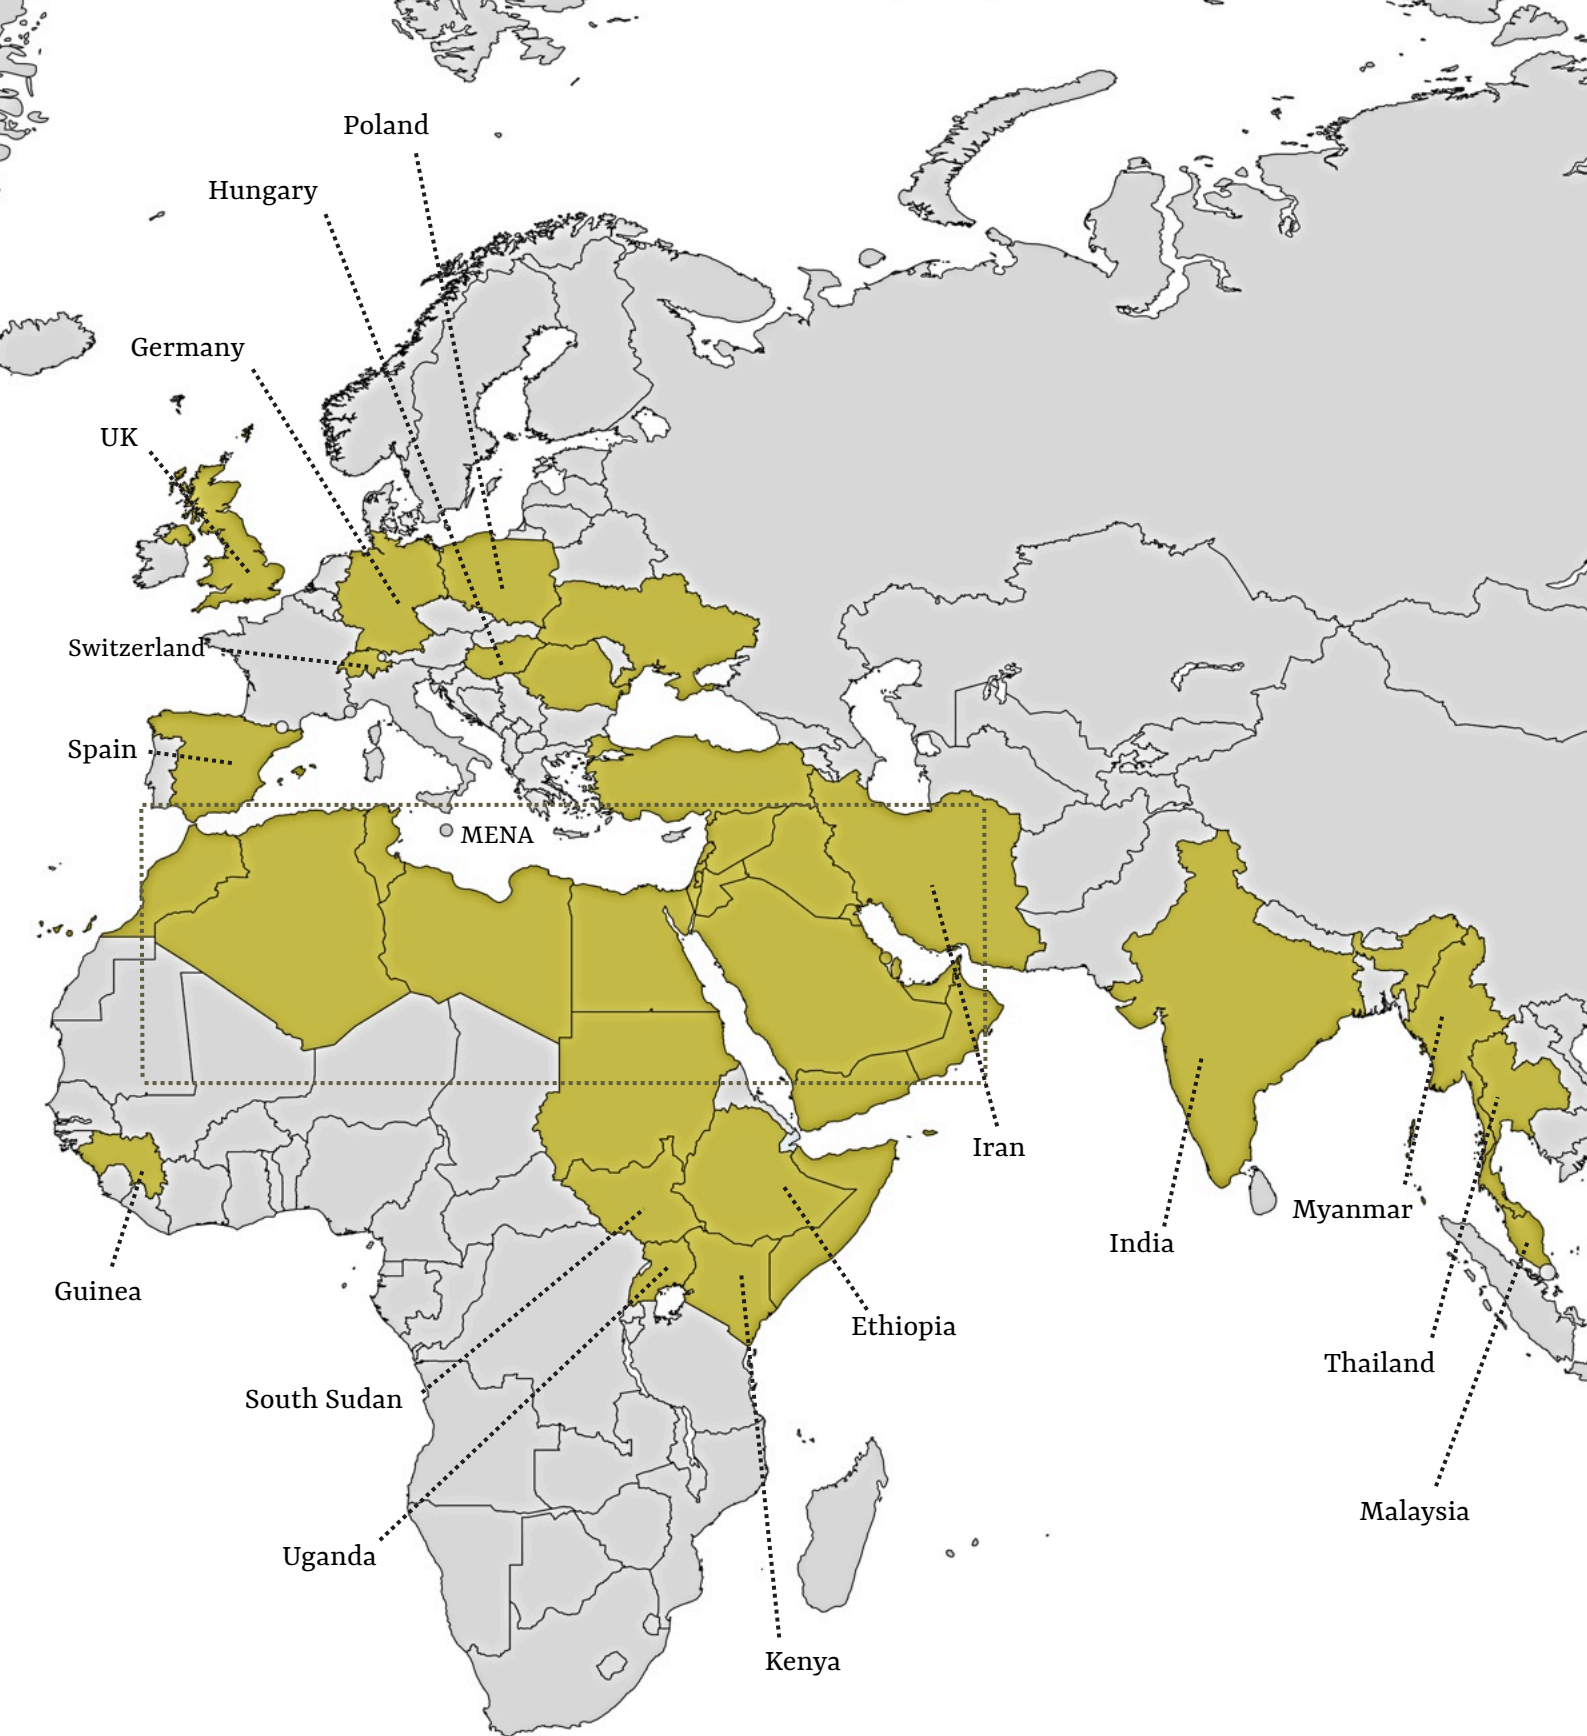 Poland
Hungary
Germany
UK
Switzerland
Spain
MENA
Iran
Myanmar
India
Guinea
Ethiopia
Thailand
South Sudan
Malaysia
Uganda
Kenya